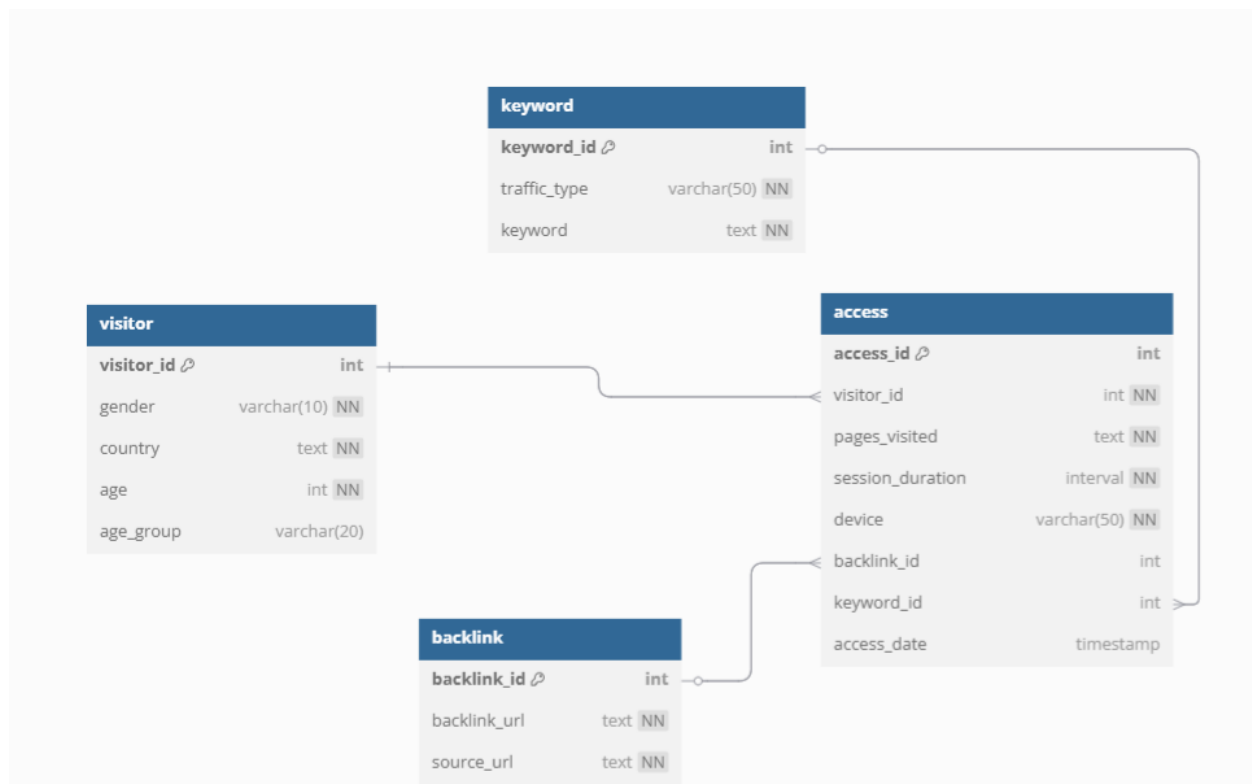 keyword
keyword_id int
traffic_type varchar(50) NN
keyword text NN
visitor
visitor_id int
gender varchar(10) NN
country text NN
age int NN
age_group varchar(20)
access
access_id int
visitor_id int NN
pages_visited text NN
session_duration interval NN
device varchar(50) NN
backlink_id int
keyword_id int
access_date timestamp
backlink
backlink_id int
backlink_url text NN
source_url text NN